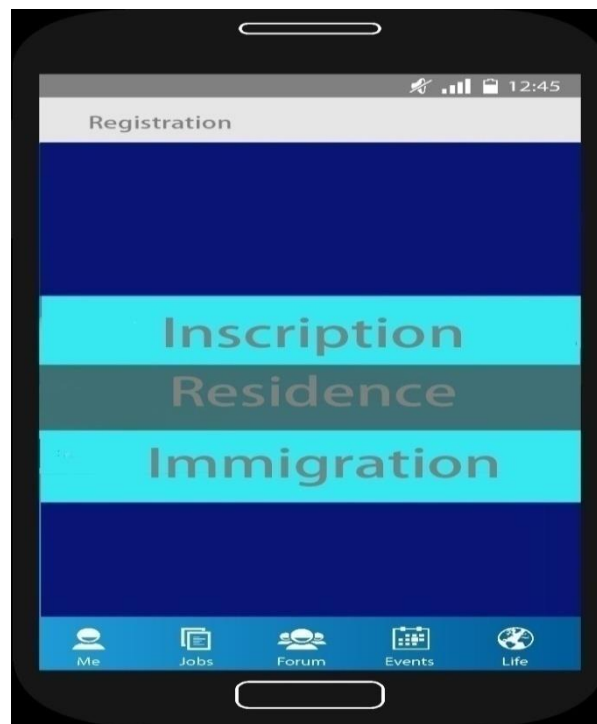 12:45
Registration
Inscription
Residence
Immigration
Me Jobs Forum Events Life